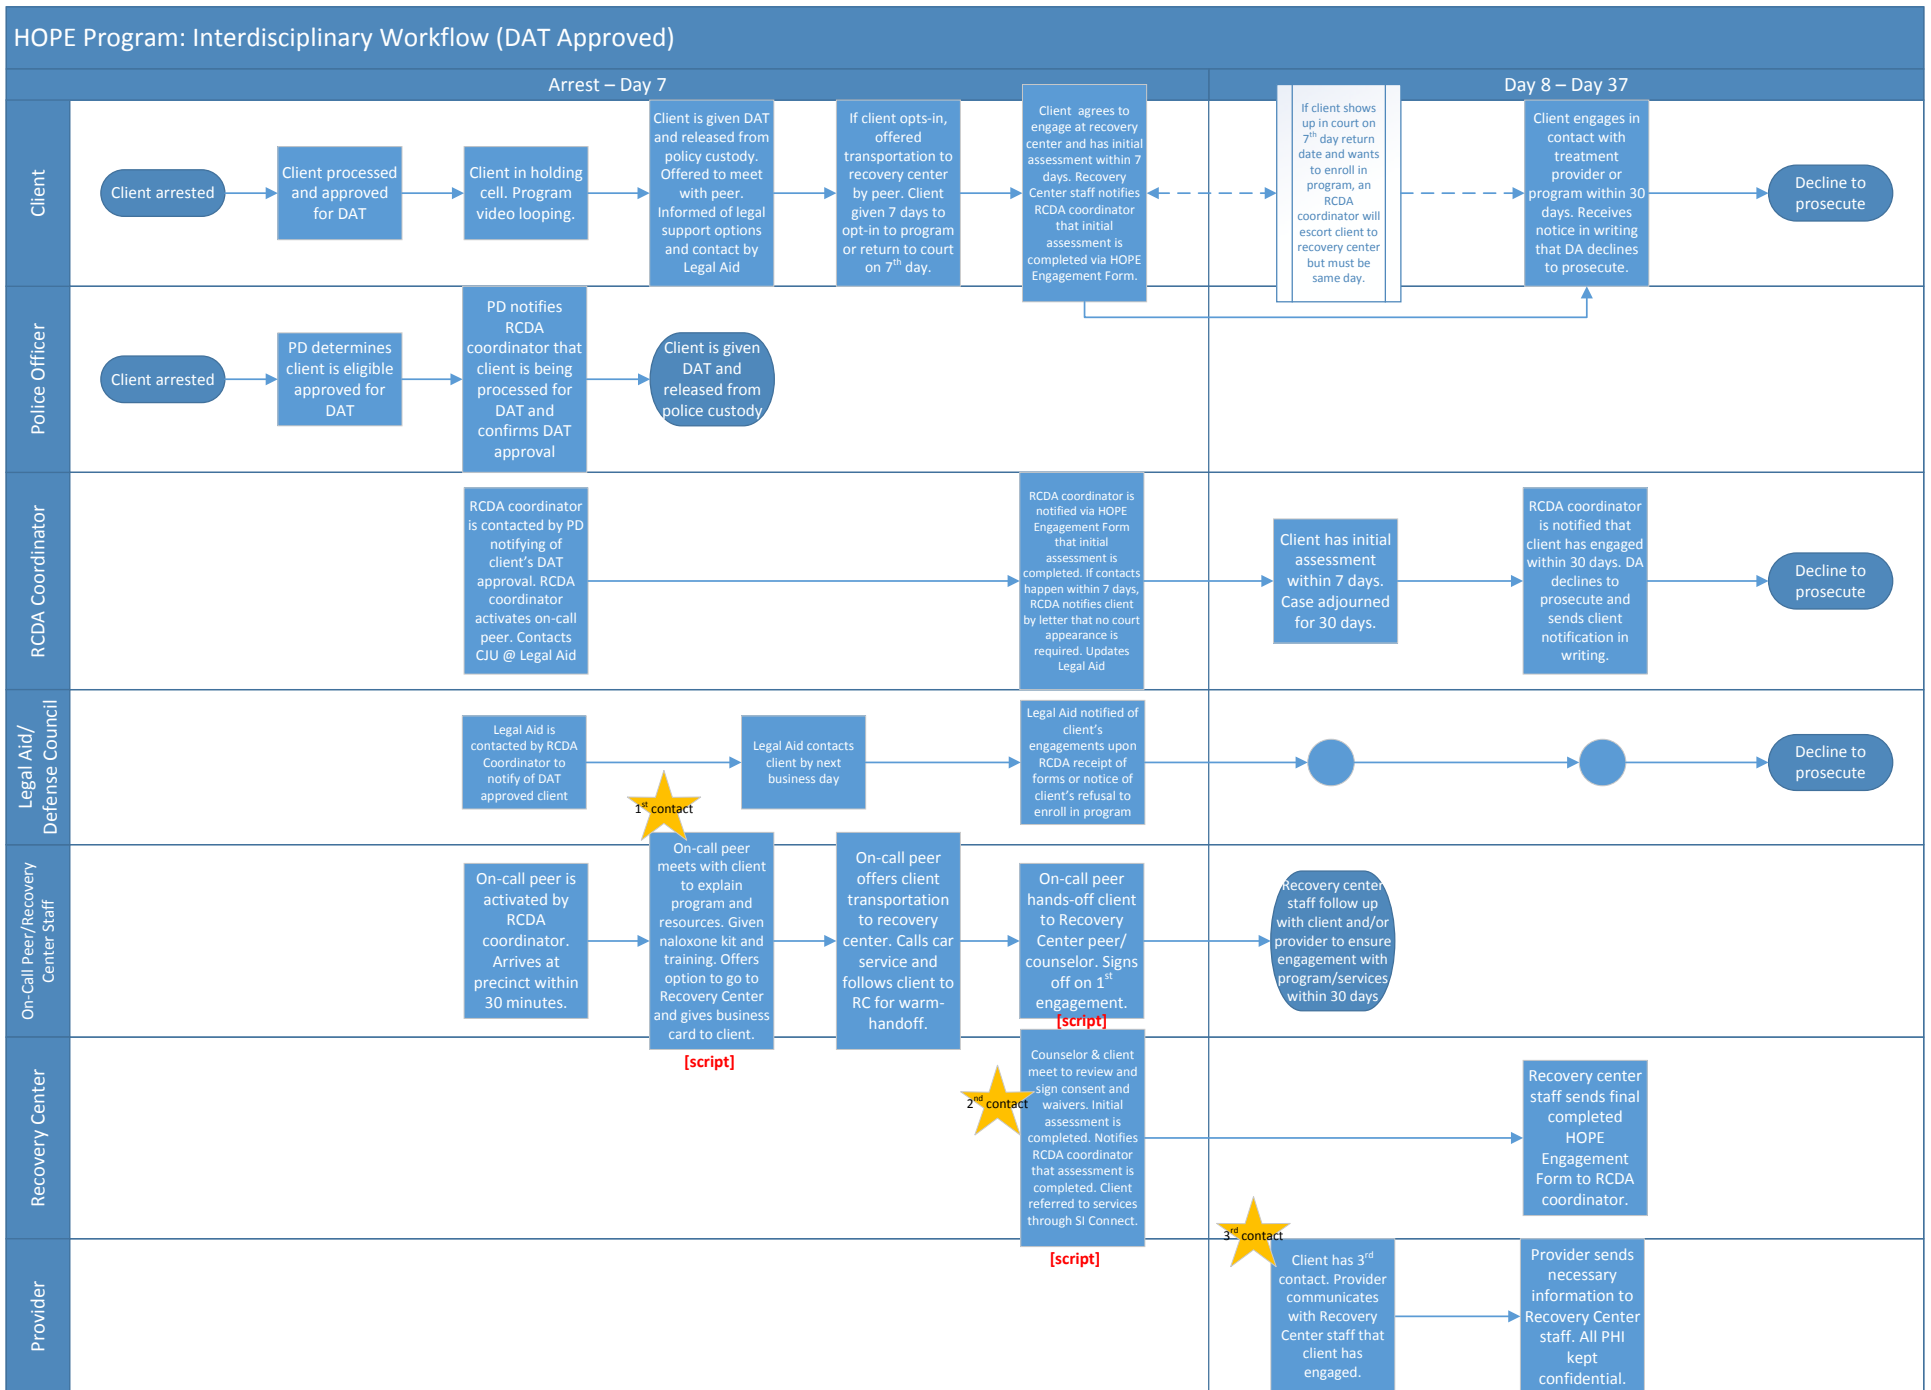 HOPE Program: Interdisciplinary Workflow (DAT Approved)
Arrest – Day 7
Day 8 – Day 37
Client
Client arrested
Client processed
and approved
for DAT
Client in holding
cell. Program
video looping.
Client is given DAT
and released from
policy custody.
Offered to meet
with peer.
Informed of legal
support options
and contact by
Legal Aid
If client opts-in,
offered
transportation to
recovery center
by peer. Client
given 7 days to
opt-in to program
or return to court
on 7th day.
Client agrees to
engage at recovery
center and has initial
assessment within 7
days. Recovery
Center staff notifies
RCDA coordinator
that initial
assessment is
completed via HOPE
Engagement Form.
If client shows
up in court on
7th day return
date and wants
to enroll in
program, an
RCDA
coordinator will
escort client to
recovery center
but must be
same day.
Client engages in
contact with
treatment
provider or
program within 30
days. Receives
notice in writing
that DA declines
to prosecute.
Decline to
prosecute
Police Officer
Client arrested
PD determines
client is eligible
approved for
DAT
PD notifies
RCDA
coordinator that
client is being
processed for
DAT and
confirms DAT
approval
Client is given
DAT and
released from
police custody
RCDA Coordinator
RCDA coordinator
is contacted by PD
notifying of
client's DAT
approval. RCDA
coordinator
activates on-call
peer. Contacts
CJU @ Legal Aid
RCDA coordinator is
notified via HOPE
Engagement Form
that initial
assessment is
completed. If contacts
happen within 7 days,
RCDA notifies client
by letter that no court
appearance is
required. Updates
Legal Aid
Client has initial
assessment
within 7 days.
Case adjourned
for 30 days.
RCDA coordinator
is notified that
client has engaged
within 30 days. DA
declines to
prosecute and
sends client
notification in
writing.
Decline to
prosecute
Legal Aid/
Defense Council
Legal Aid is
contacted by RCDA
Coordinator to
notify of DAT
approved client
Legal Aid contacts
client by next
business day
Legal Aid notified of
client's
engagements upon
RCDA receipt of
forms or notice of
client's refusal to
enroll in program
Decline to
prosecute
1st contact
On-Call Peer/Recovery
Center Staff
On-call peer is
activated by
RCDA
coordinator.
Arrives at
precinct within
30 minutes.
On-call peer
meets with client
to explain
program and
resources. Given
naloxone kit and
training. Offers
option to go to
Recovery Center
and gives business
card to client.
[script]
On-call peer
offers client
transportation
to recovery
center. Calls car
service and
follows client to
RC for warm-
handoff.
On-call peer
hands-off client
to Recovery
Center peer/
counselor. Signs
off on 1st
engagement.
[script]
Recovery center
staff follow up
with client and/or
provider to ensure
engagement with
program/services
within 30 days
Recovery Center
2nd contact
Counselor & client
meet to review and
sign consent and
waivers. Initial
assessment is
completed. Notifies
RCDA coordinator
that assessment is
completed. Client
referred to services
through SI Connect.
[script]
Recovery center
staff sends final
completed
HOPE
Engagement
Form to RCDA
coordinator.
Provider
3rd contact
Client has 3rd
contact. Provider
communicates
with Recovery
Center staff that
client has
engaged.
Provider sends
necessary
information to
Recovery Center
staff. All PHI
kept
confidential.